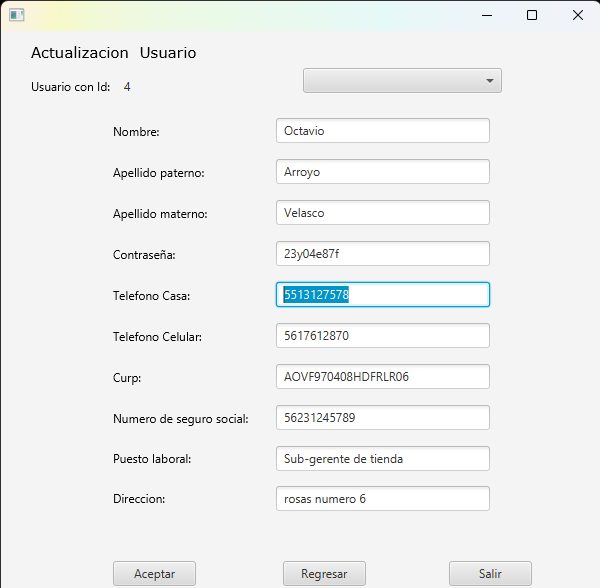 Actualizacion Usuario
Usuario con Id: 4
Nombre: Octavio
Apellido paterno: Arroyo
Apellido materno: Velasco
Contraseña: 23y04e87f
Telefono Casa: 5513127578
Telefono Celular: 5617612870
Curp: AOVF970408HDFRLR06
Numero de seguro social: 56231245789
Puesto laboral: Sub-gerente de tienda
Direccion: rosas numero 6
Aceptar Regresar Salir